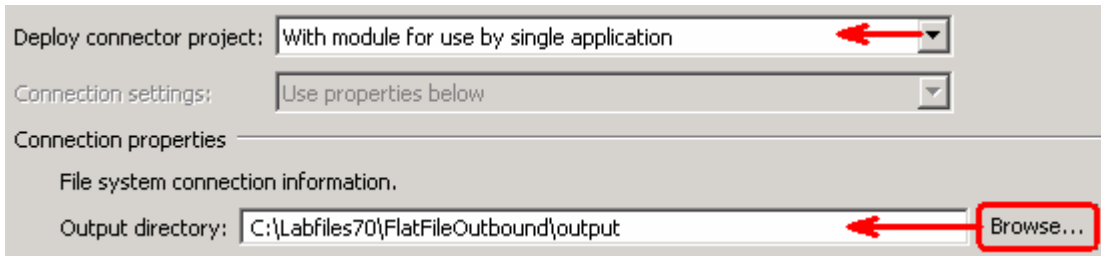 Deploy connector project: With module for use by single application
Connection settings: Use properties below
Connection properties
File system connection information.
Output directory: C:\Labfiles70\FlatFileOutbound\output Browse...